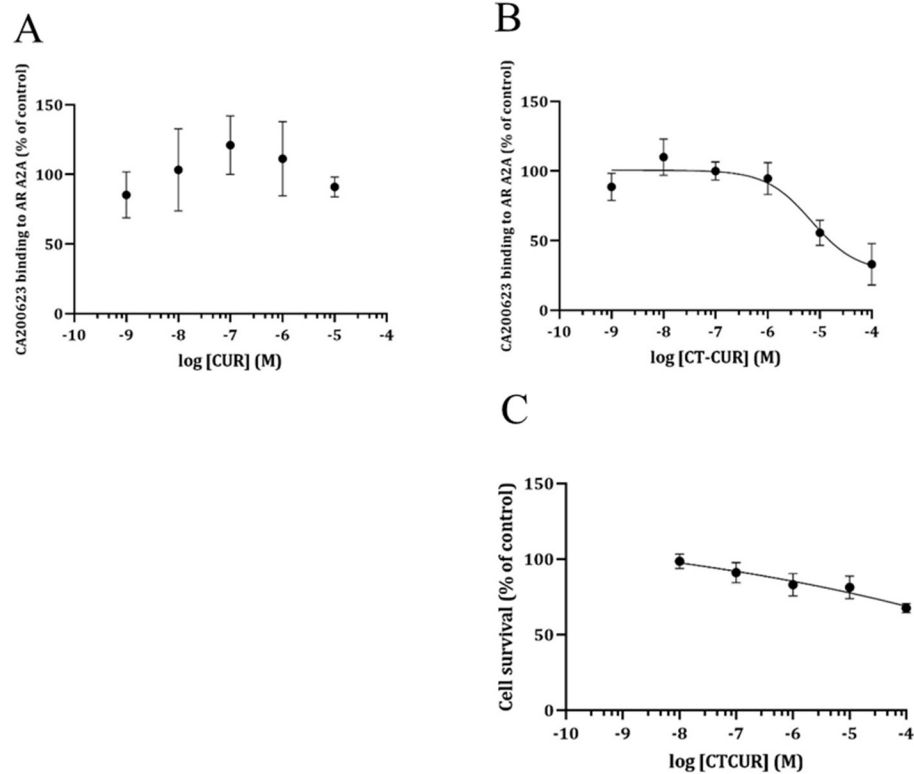 A
CA200623 binding to AR A2A (% of control)
150
100
50
0
-10 -9 -8 -7 -6 -5 -4
log [CUR] (M)
B
CA200623 binding to AR A2A (% of control)
150
100
50
0
-10 -9 -8 -7 -6 -5 -4
log [CT-CUR] (M)
C
Cell survival (% of control)
150
100
50
0
-10 -9 -8 -7 -6 -5 -4
log [CTCUR] (M)